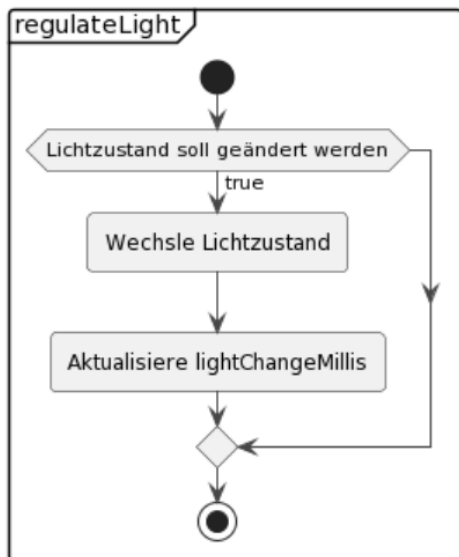 regulateLight
Lichtzustand soll geändert werden
true
Wechsle Lichtzustand
Aktualisiere lightChangeMillis